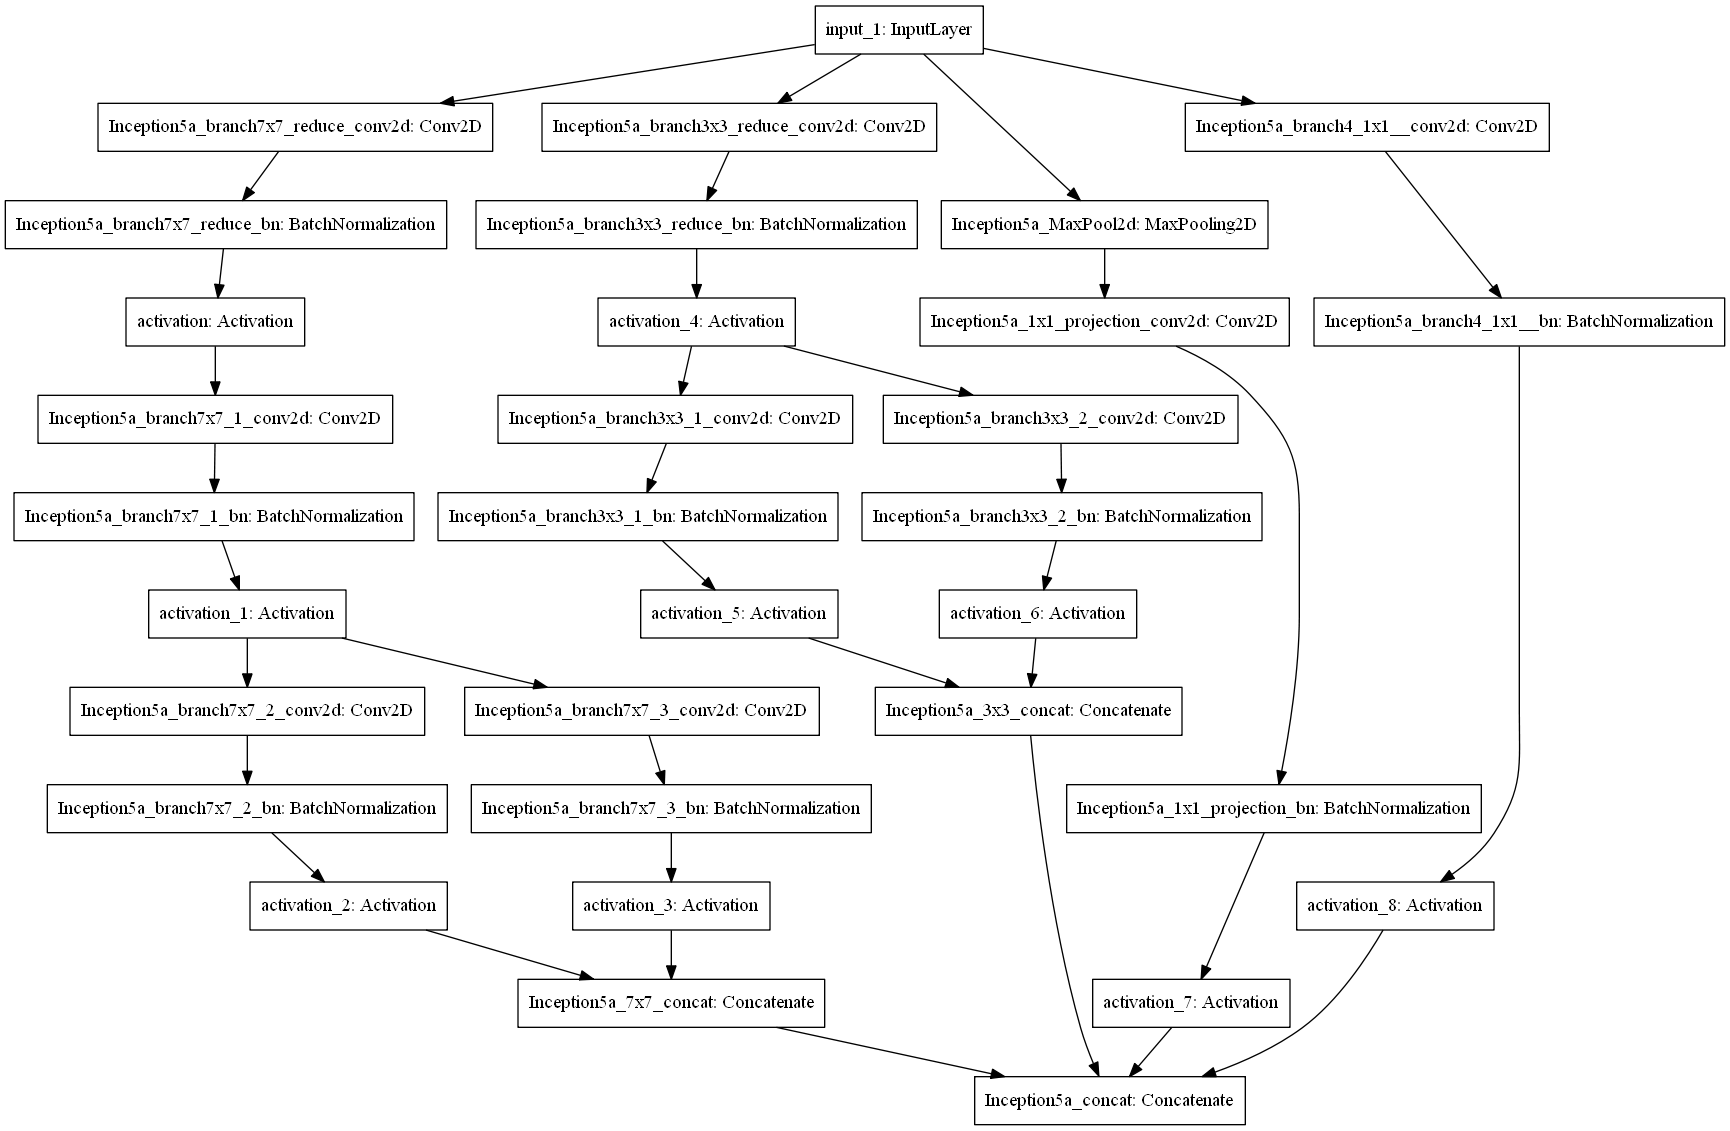 input_1: InputLayer
Inception5a_branch7x7_reduce_conv2d: Conv2D
Inception5a_branch3x3_reduce_conv2d: Conv2D
Inception5a_branch4_1x1__conv2d: Conv2D
Inception5a_branch7x7_reduce_bn: BatchNormalization
Inception5a_branch3x3_reduce_bn: BatchNormalization
Inception5a_MaxPool2d: MaxPooling2D
activation: Activation
activation_4: Activation
Inception5a_1x1_projection_conv2d: Conv2D
Inception5a_branch4_1x1__bn: BatchNormalization
Inception5a_branch7x7_1_conv2d: Conv2D
Inception5a_branch3x3_1_conv2d: Conv2D
Inception5a_branch3x3_2_conv2d: Conv2D
Inception5a_branch7x7_1_bn: BatchNormalization
Inception5a_branch3x3_1_bn: BatchNormalization
Inception5a_branch3x3_2_bn: BatchNormalization
activation_1: Activation
activation_5: Activation
activation_6: Activation
Inception5a_branch7x7_2_conv2d: Conv2D
Inception5a_branch7x7_3_conv2d: Conv2D
Inception5a_3x3_concat: Concatenate
Inception5a_branch7x7_2_bn: BatchNormalization
Inception5a_branch7x7_3_bn: BatchNormalization
Inception5a_1x1_projection_bn: BatchNormalization
activation_2: Activation
activation_3: Activation
activation_8: Activation
Inception5a_7x7_concat: Concatenate
activation_7: Activation
Inception5a_concat: Concatenate